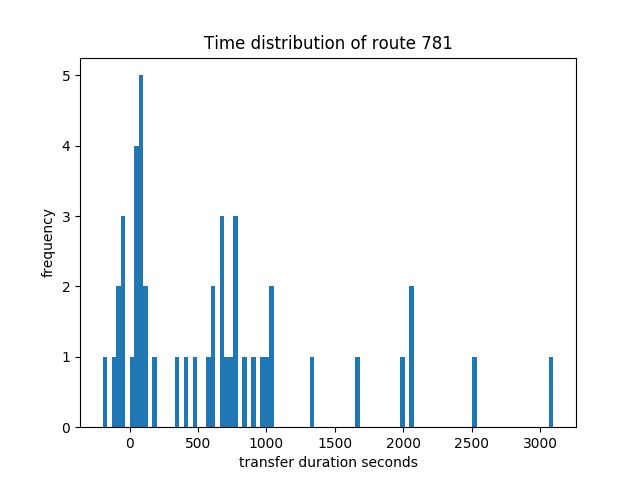 Time distribution of route 781
5
4
3
2
1
0
frequency
0 500 1000 1500 2000 2500 3000
transfer duration seconds